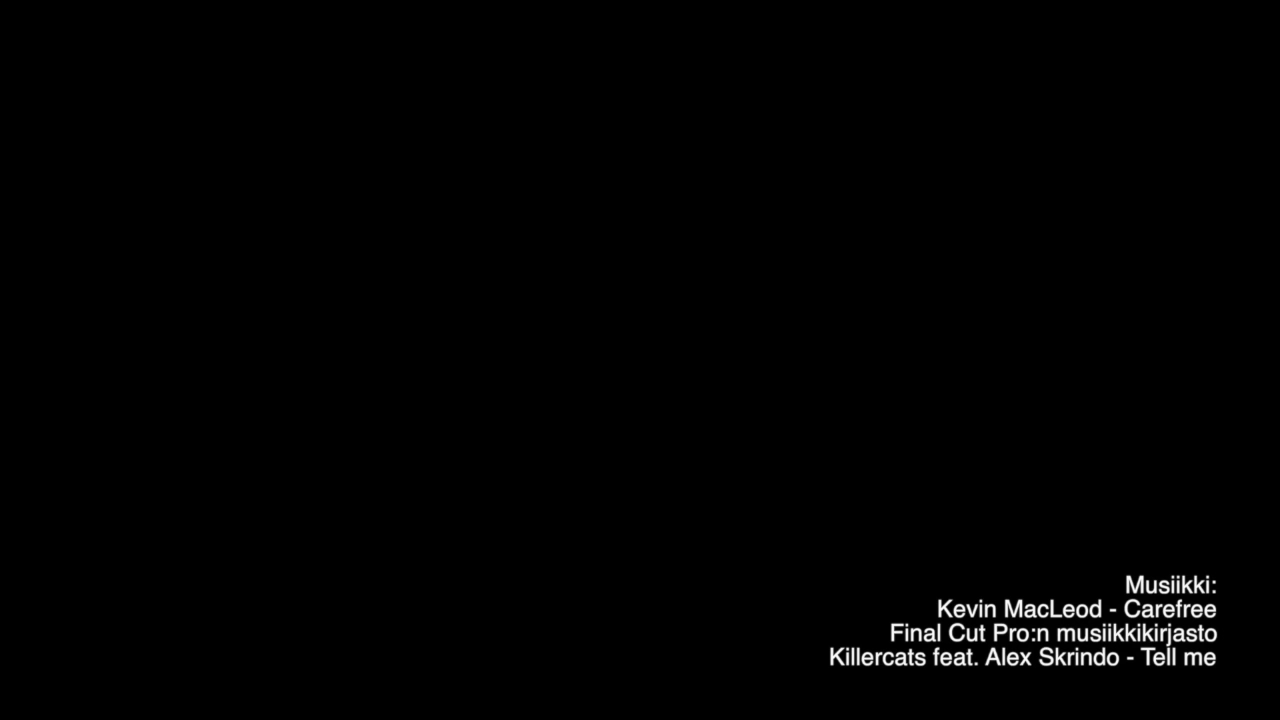 Musiikki:
Kevin MacLeod - Carefree
Final Cut Pro:n musiikkikirjasto
Killercats feat. Alex Skrindo - Tell me